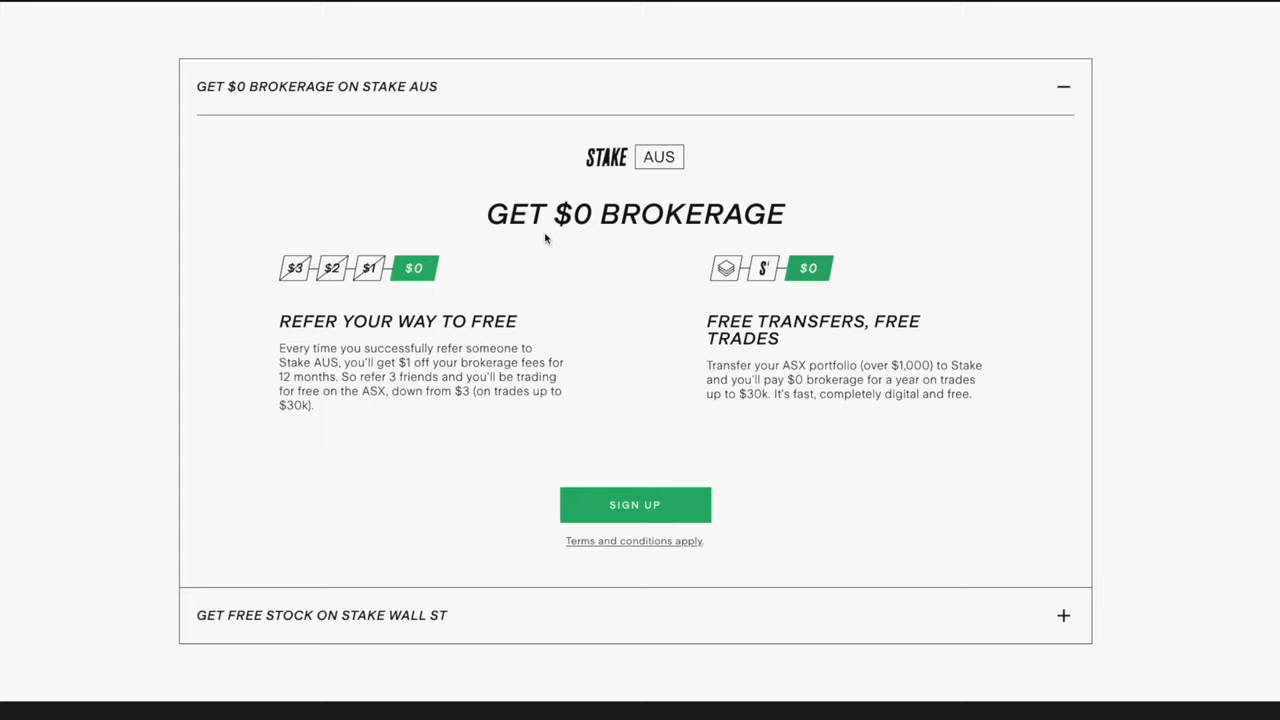 GET $0 BROKERAGE ON STAKE AUS
STAKE AUS
GET $0 BROKERAGE
$3 $2 $1 $0
REFER YOUR WAY TO FREE
Every time you successfully refer someone to
Stake AUS, you'll get $1 off your brokerage fees for
12 months. So refer 3 friends and you'll be trading
for free on the ASX, down from $3 (on trades up to
$30k).
S $0
FREE TRANSFERS, FREE
TRADES
Transfer your ASX portfolio (over $1,000) to Stake
and you'll pay $0 brokerage for a year on trades
up to $30k. It's fast, completely digital and free.
SIGN UP
Terms and conditions apply.
GET FREE STOCK ON STAKE WALL ST